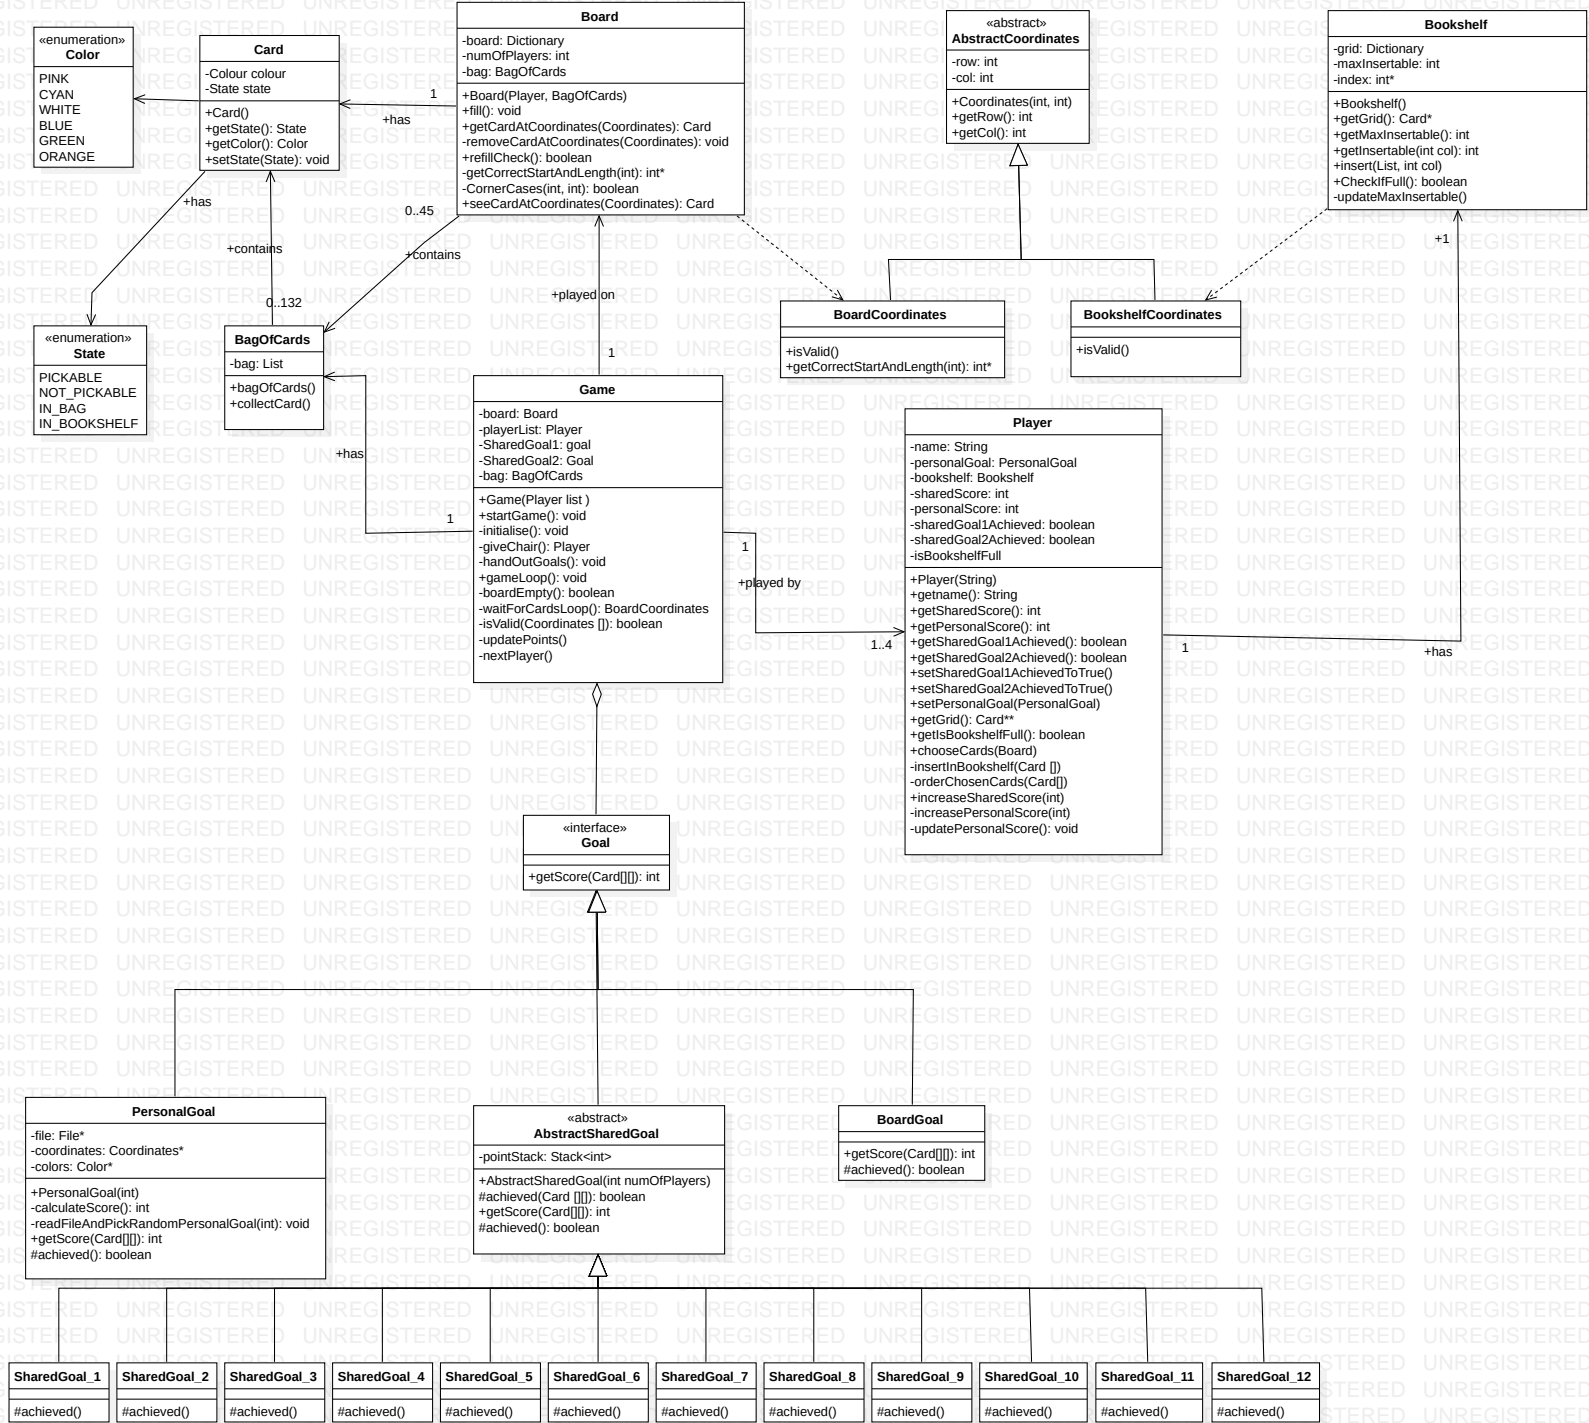 «enumeration»
Color
PINK
CYAN
WHITE
BLUE
GREEN
ORANGE
Card
-Colour colour
-State state
+Card()
+getState(): State
+getColor(): Color
+setState(State): void
Board
-board: Dictionary
-numOfPlayers: int
-bag: BagOfCards
+Board(Player, BagOfCards)
+fill(): void
+getCardAtCoordinates(Coordinates): Card
-removeCardAtCoordinates(Coordinates): void
+refillCheck(): boolean
-getCorrectStartAndLength(int): int*
-CornerCases(int, int): boolean
+seeCardAtCoordinates(Coordinates): Card
«abstract»
AbstractCoordinates
-row: int
-col: int
+Coordinates(int, int)
+getRow(): int
+getCol(): int
Bookshelf
-grid: Dictionary
-maxInsertable: int
-index: int*
+Bookshelf()
+getGrid(): Card*
+getMaxInsertable(): int
+getInsertable(int col): int
+insert(List, int col)
+CheckIfFull(): boolean
-updateMaxInsertable()
1
+has
+has
0..45
+contains
+contains
0..132
+played on
1
+1
«enumeration»
State
PICKABLE
NOT_PICKABLE
IN_BAG
IN_BOOKSHELF
BagOfCards
-bag: List
+bagOfCards()
+collectCard()
BoardCoordinates
+isValid()
+getCorrectStartAndLength(int): int*
BookshelfCoordinates
+isValid()
+has
1
Game
-board: Board
-playerList: Player
-SharedGoal1: goal
-SharedGoal2: Goal
-bag: BagOfCards
+Game(Player list )
+startGame(): void
-initialise(): void
-giveChair(): Player
-handOutGoals(): void
+gameLoop(): void
-boardEmpty(): boolean
-waitForCardsLoop(): BoardCoordinates
-isValid(Coordinates []): boolean
-updatePoints()
-nextPlayer()
1
+played by
1..4
Player
-name: String
-personalGoal: PersonalGoal
-bookshelf: Bookshelf
-sharedScore: int
-personalScore: int
-sharedGoal1Achieved: boolean
-sharedGoal2Achieved: boolean
-isBookshelfFull
+Player(String)
+getname(): String
+getSharedScore(): int
+getPersonalScore(): int
+getSharedGoal1Achieved(): boolean
+getSharedGoal2Achieved(): boolean
+setSharedGoal1AchievedToTrue()
+setSharedGoal2AchievedToTrue()
+setPersonalGoal(PersonalGoal)
+getGrid(): Card**
+getIsBookshelfFull(): boolean
+chooseCards(Board)
-insertInBookshelf(Card [])
-orderChosenCards(Card[])
+increaseSharedScore(int)
-increasePersonalScore(int)
-updatePersonalScore(): void
1
+has
«interface»
Goal
+getScore(Card[][]): int
PersonalGoal
-file: File*
-coordinates: Coordinates*
-colors: Color*
+PersonalGoal(int)
-calculateScore(): int
-readFileAndPickRandomPersonalGoal(int): void
+getScore(Card[][]): int
#achieved(): boolean
«abstract»
AbstractSharedGoal
-pointStack: Stack<int>
+AbstractSharedGoal(int numOfPlayers)
#achieved(Card [][]): boolean
+getScore(Card[][]): int
#achieved(): boolean
BoardGoal
+getScore(Card[][]): int
#achieved(): boolean
SharedGoal_1
#achieved()
SharedGoal_2
#achieved()
SharedGoal_3
#achieved()
SharedGoal_4
#achieved()
SharedGoal_5
#achieved()
SharedGoal_6
#achieved()
SharedGoal_7
#achieved()
SharedGoal_8
#achieved()
SharedGoal_9
#achieved()
SharedGoal_10
#achieved()
SharedGoal_11
#achieved()
SharedGoal_12
#achieved()
UNREGISTERED